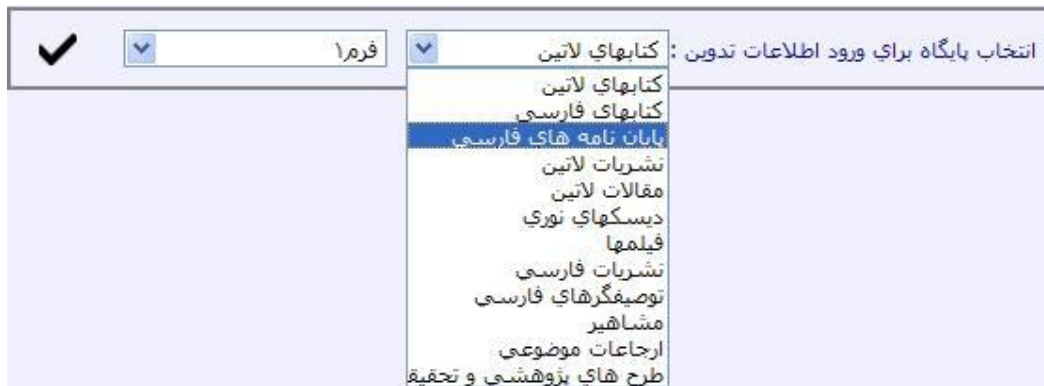 انتخاب پايگاه براي ورود اطلاعات تدوين : كتابهاي لاتين فرم۱
كتابهاي لاتين
كتابهاي فارسي
پايان نامه هاي فارسي
نشريات لاتين
مقالات لاتين
ديسكهاي نوري
فيلمها
نشريات فارسي
توصيفگرهاي فارسي
مشاهير
ارجاعات موضوعي
طرح هاي پژوهشي و تحقيق